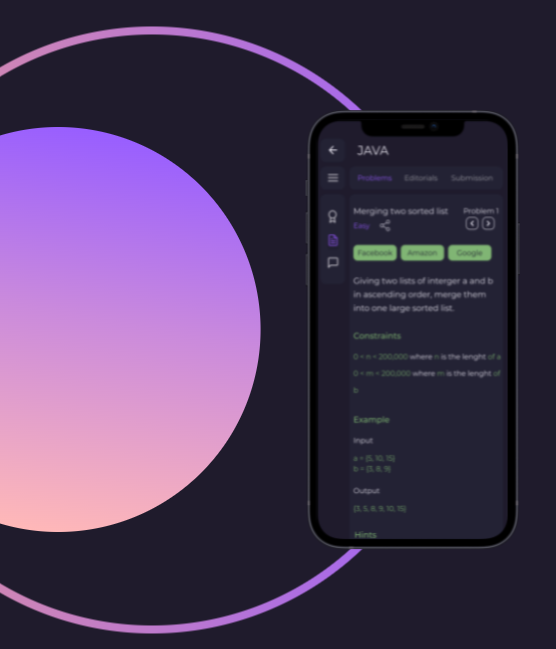 JAVA
Problems Editorials Submission
Merging two sorted list Problem 1
Easy
Facebook Amazon Google
Giving two lists of interger a and b
in ascending order, merge them
into one large sorted list.
Constraints
0 = n = 200,000 where n is the lenght of a
0 = m = 200,000 where m is the lenght of
b
Example
Input
a = {5, 10, 15}
b = {3, 8, 9}
Output
{3, 5, 8, 9, 10, 15}
Hints